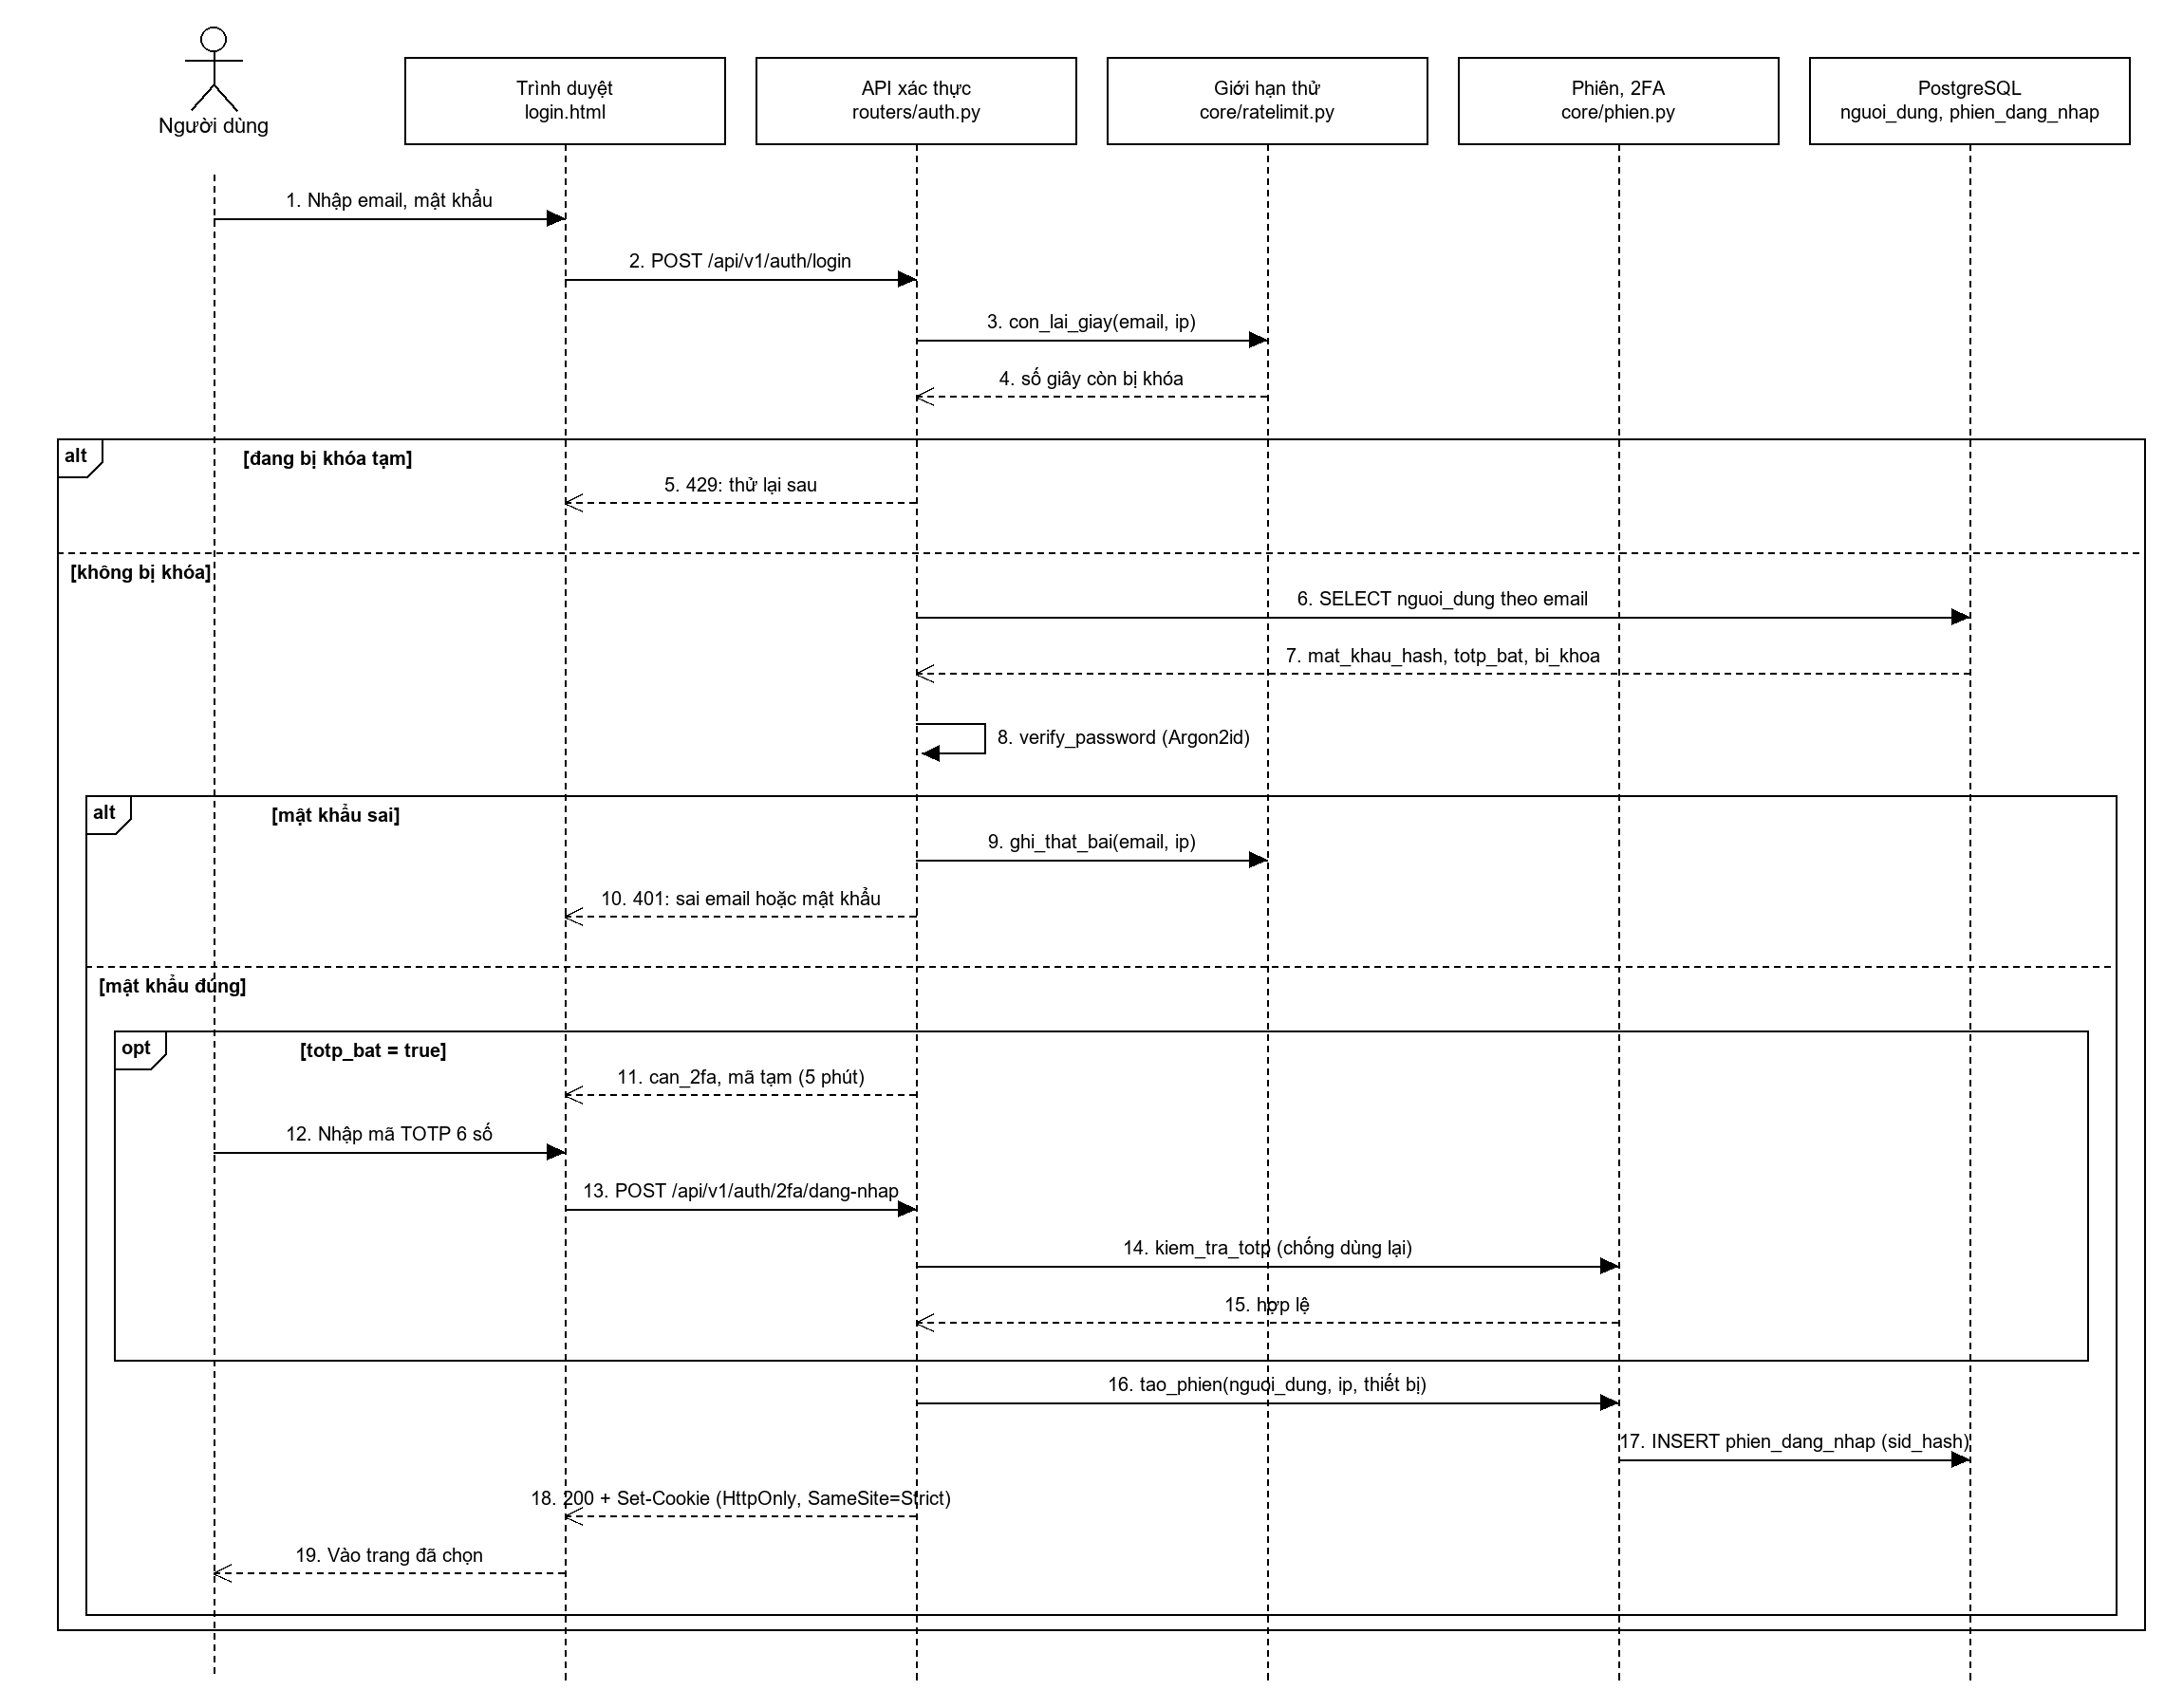 Người dùng
Trình duyệt
login.html
API xác thực
routers/auth.py
Giới hạn thử
core/ratelimit.py
Phiên, 2FA
core/phien.py
PostgreSQL
nguoi_dung, phien_dang_nhap
1. Nhập email, mật khẩu
2. POST /api/v1/auth/login
3. con_lai_giay(email, ip)
4. số giây còn bị khóa
alt
[đang bị khóa tạm]
5. 429: thử lại sau
[không bị khóa]
6. SELECT nguoi_dung theo email
7. mat_khau_hash, totp_bat, bi_khoa
8. verify_password (Argon2id)
alt
[mật khẩu sai]
9. ghi_that_bai(email, ip)
10. 401: sai email hoặc mật khẩu
[mật khẩu đúng]
opt
[totp_bat = true]
11. can_2fa, mã tạm (5 phút)
12. Nhập mã TOTP 6 số
13. POST /api/v1/auth/2fa/dang-nhap
14. kiem_tra_totp (chống dùng lại)
15. hợp lệ
16. tao_phien(nguoi_dung, ip, thiết bị)
17. INSERT phien_dang_nhap (sid_hash)
18. 200 + Set-Cookie (HttpOnly, SameSite=Strict)
19. Vào trang đã chọn